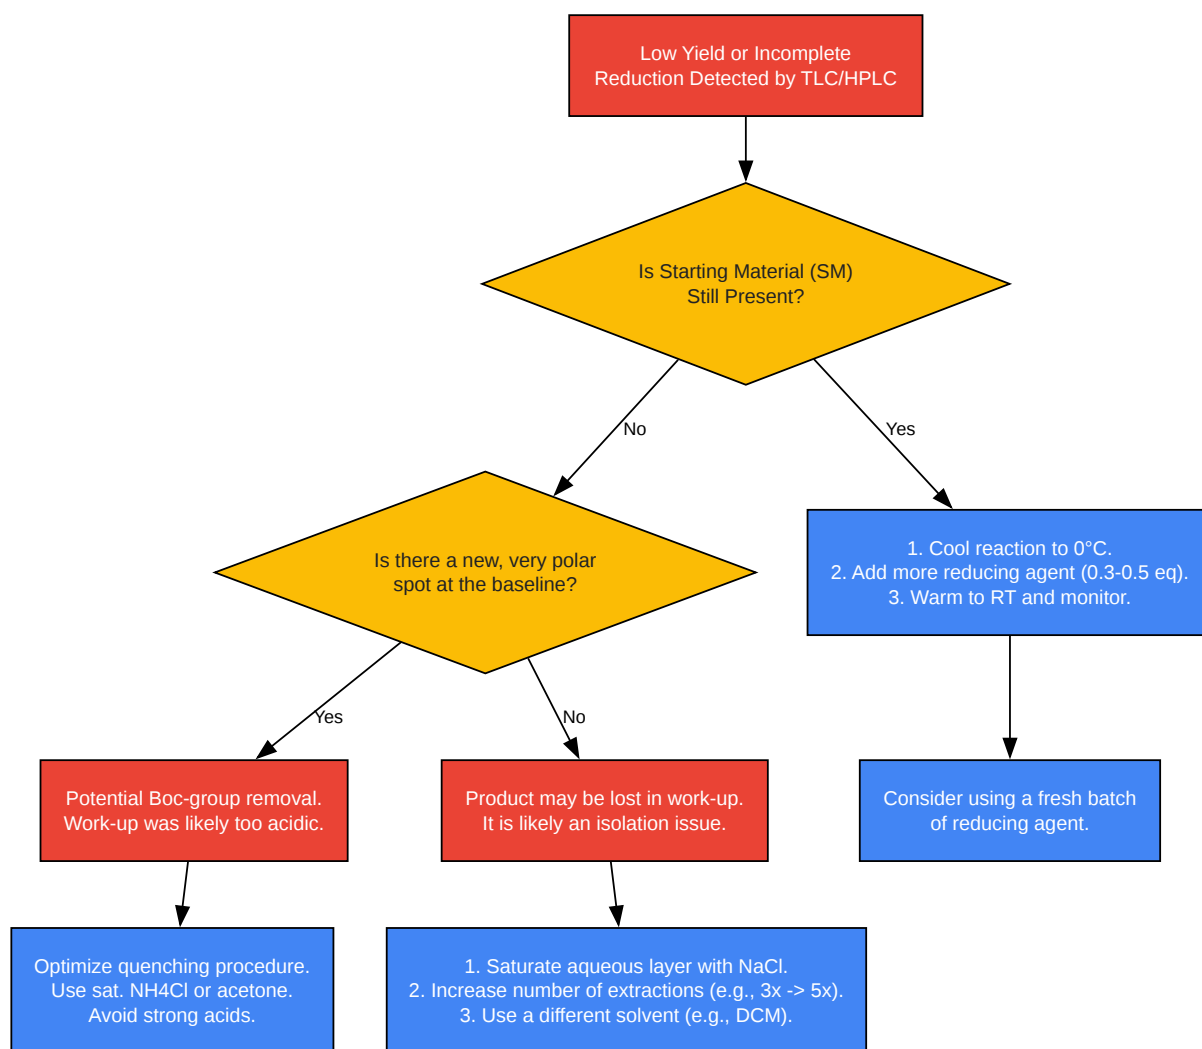 Low Yield or Incomplete
Reduction Detected by TLC/HPLC
Is Starting Material (SM)
Still Present?
No
Yes
Is there a new, very polar
spot at the baseline?
1. Cool reaction to 0°C.
2. Add more reducing agent (0.3-0.5 eq).
3. Warm to RT and monitor.
Yes
No
Potential Boc-group removal.
Work-up was likely too acidic.
Product may be lost in work-up.
It is likely an isolation issue.
Consider using a fresh batch
of reducing agent.
Optimize quenching procedure.
Use sat. NH4Cl or acetone.
Avoid strong acids.
1. Saturate aqueous layer with NaCl.
2. Increase number of extractions (e.g., 3x -> 5x).
3. Use a different solvent (e.g., DCM).